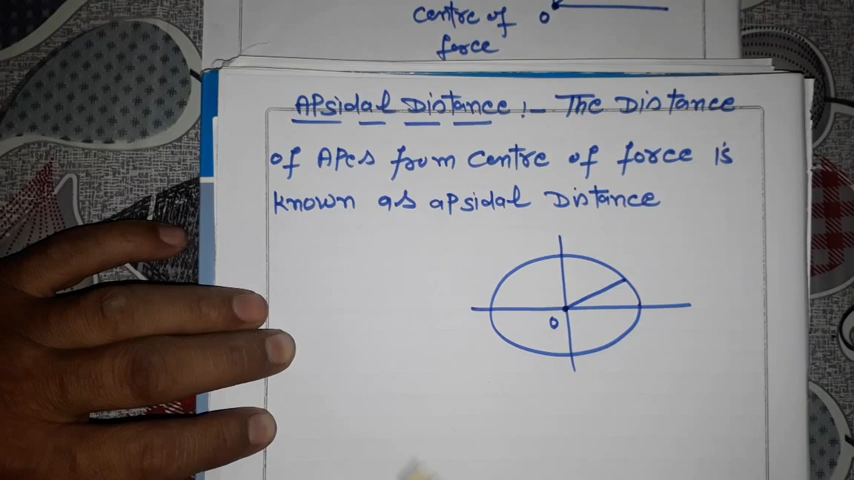 centre of
force
o
APsidal Distance :- The Distance
of APes from centre of force is
known as apsidal Distance
o